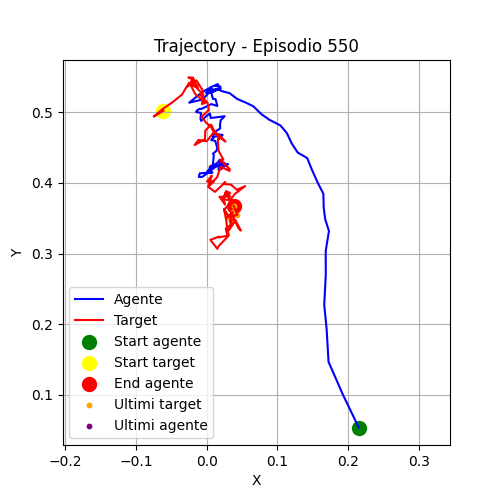 Trajectory - Episodio 550
0.5
0.4
0.3
0.2
0.1
Y
Agente
Target
Start agente
Start target
End agente
Ultimi target
Ultimi agente
−0.2 −0.1 0.0 0.1 0.2 0.3
X